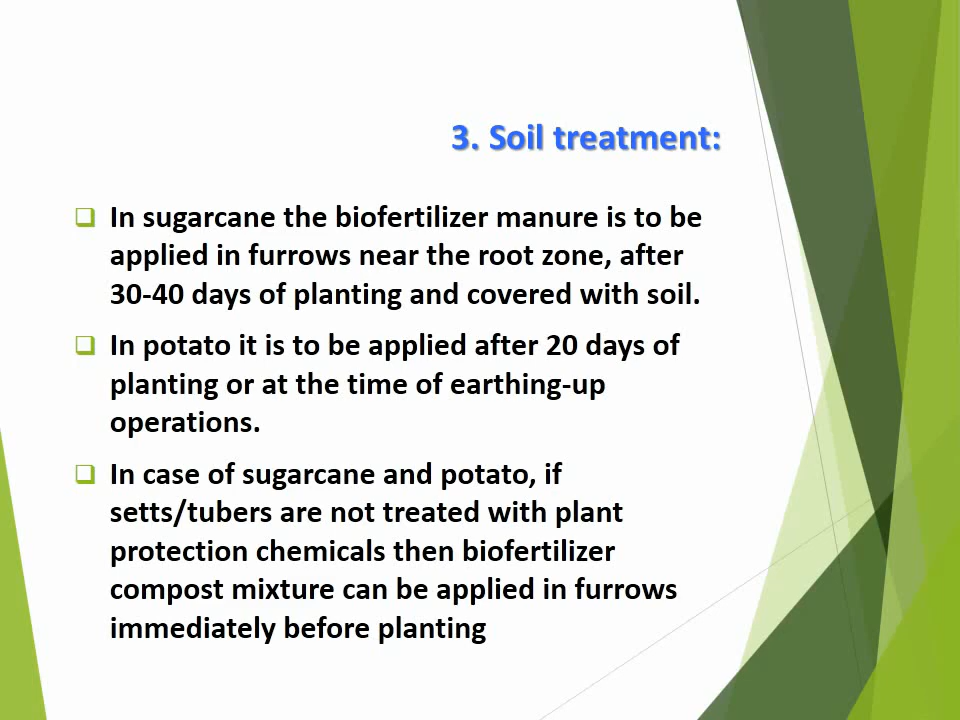 3. Soil treatment:
In sugarcane the biofertilizer manure is to be
applied in furrows near the root zone, after
30-40 days of planting and covered with soil.
In potato it is to be applied after 20 days of
planting or at the time of earthing-up
operations.
In case of sugarcane and potato, if
setts/tubers are not treated with plant
protection chemicals then biofertilizer
compost mixture can be applied in furrows
immediately before planting